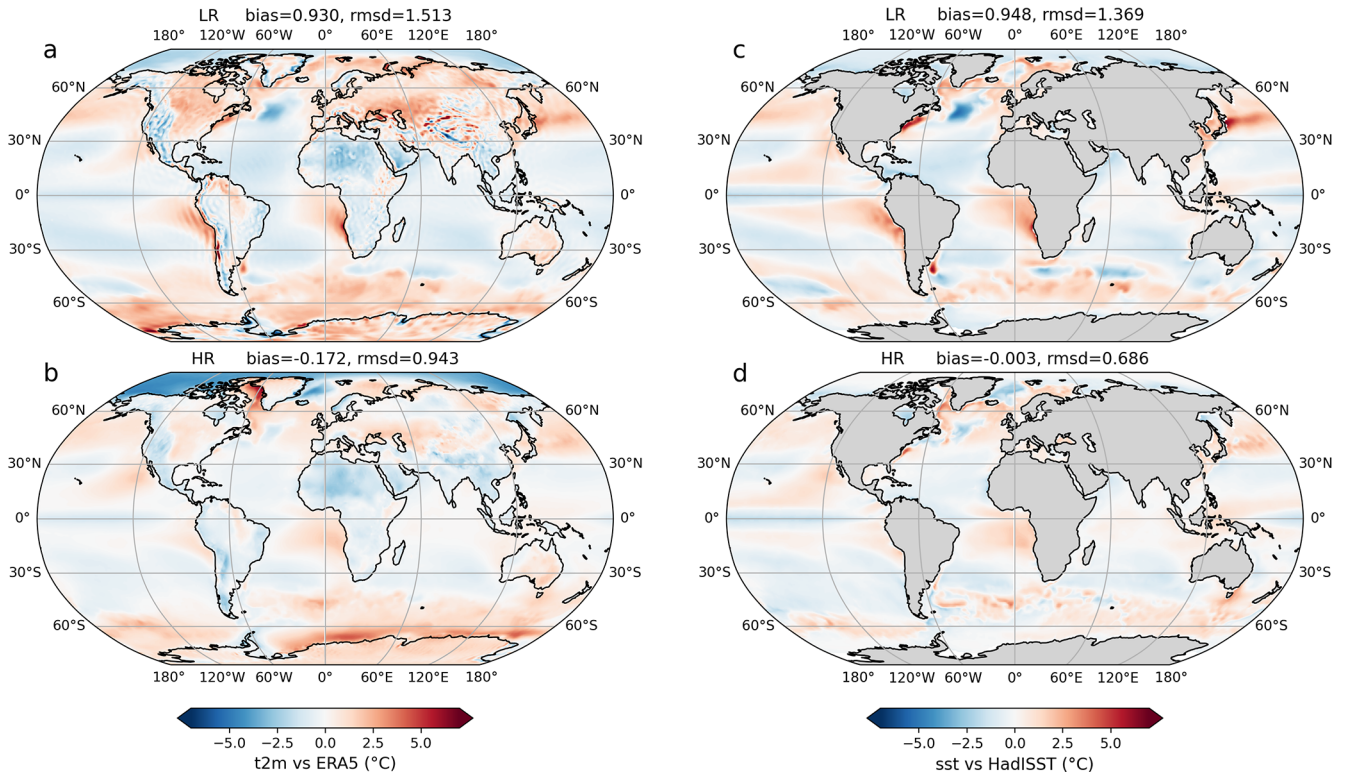 LR bias=0.930, rmsd=1.513
180° 120°W 60°W 0° 60°E 120°E 180°
a
60°N 60°N
30°N 30°N
0° 0°
30°S 30°S
60°S 60°S
LR bias=0.948, rmsd=1.369
180° 120°W 60°W 0° 60°E 120°E 180°
c
60°N 60°N
30°N 30°N
0° 0°
30°S 30°S
60°S 60°S
HR bias=-0.172, rmsd=0.943
b
60°N 60°N
30°N 30°N
0° 0°
30°S 30°S
60°S 60°S
180° 120°W 60°W 0° 60°E 120°E 180°
HR bias=-0.003, rmsd=0.686
d
60°N 60°N
30°N 30°N
0° 0°
30°S 30°S
60°S 60°S
180° 120°W 60°W 0° 60°E 120°E 180°
−5.0 −2.5 0.0 2.5 5.0
t2m vs ERA5 (°C)
−5.0 −2.5 0.0 2.5 5.0
sst vs HadISST (°C)